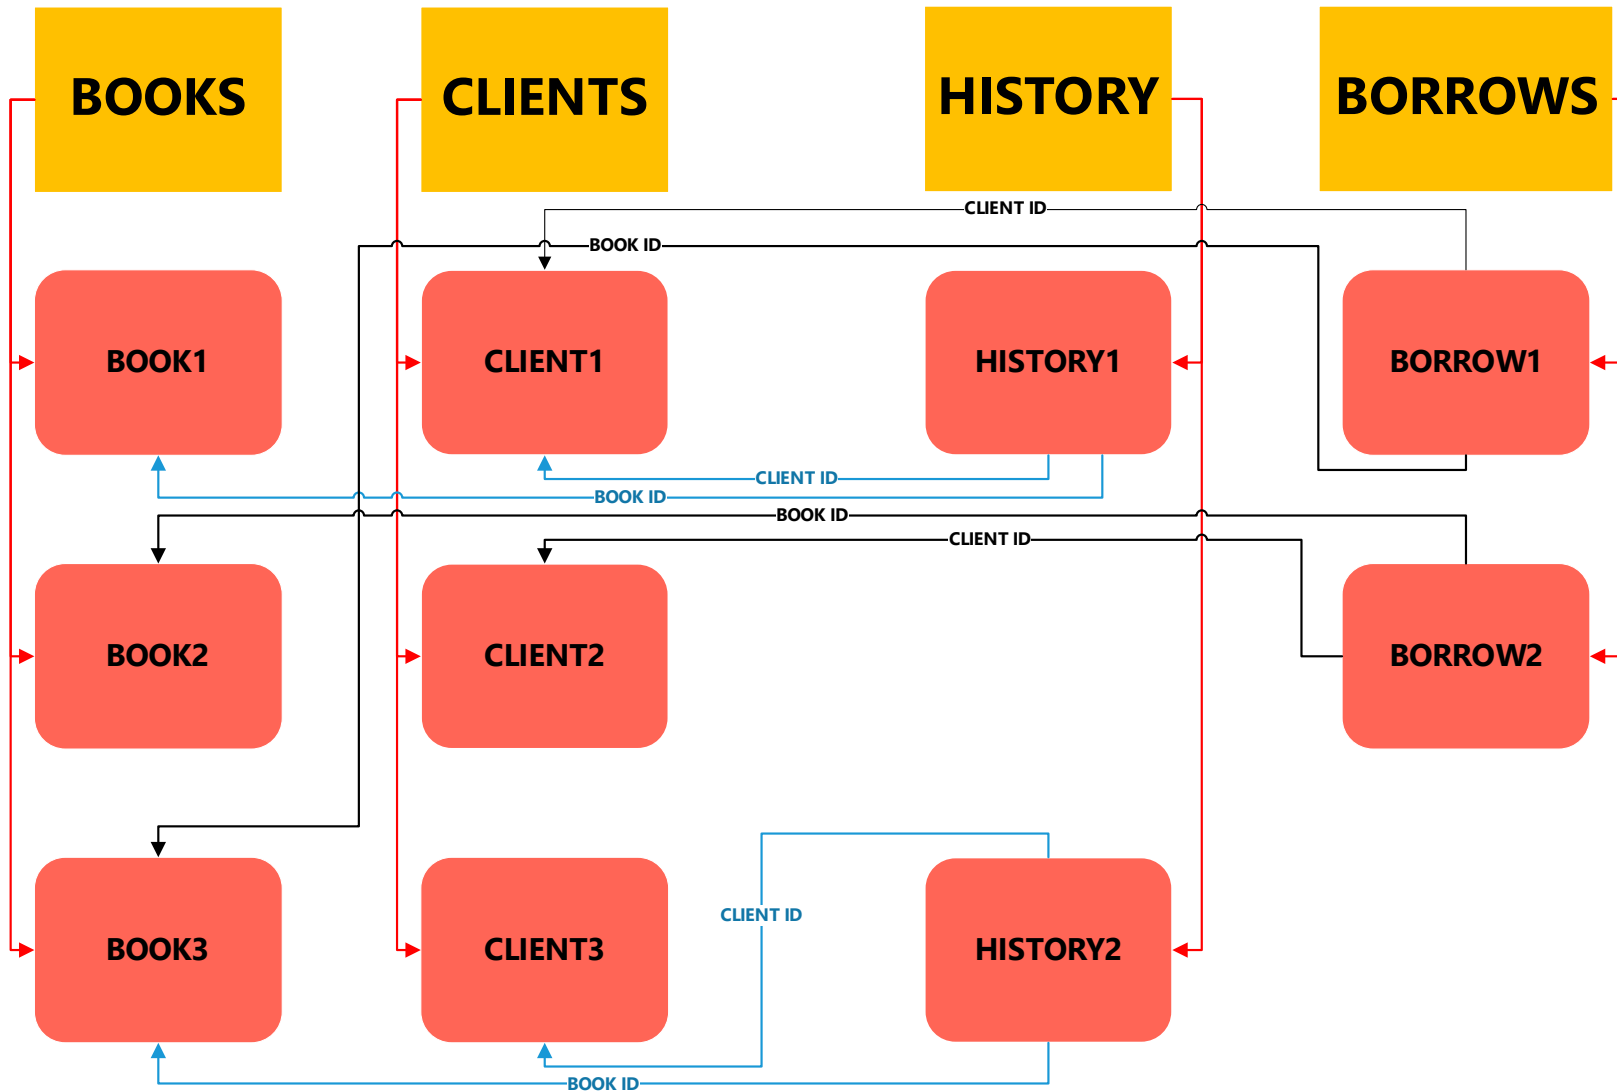 BOOKS
CLIENTS
HISTORY
BORROWS
CLIENT ID
BOOK ID
BOOK1
CLIENT1
HISTORY1
BORROW1
CLIENT ID
BOOK ID
BOOK ID
CLIENT ID
BOOK2
CLIENT2
BORROW2
CLIENT ID
BOOK3
CLIENT3
HISTORY2
BOOK ID